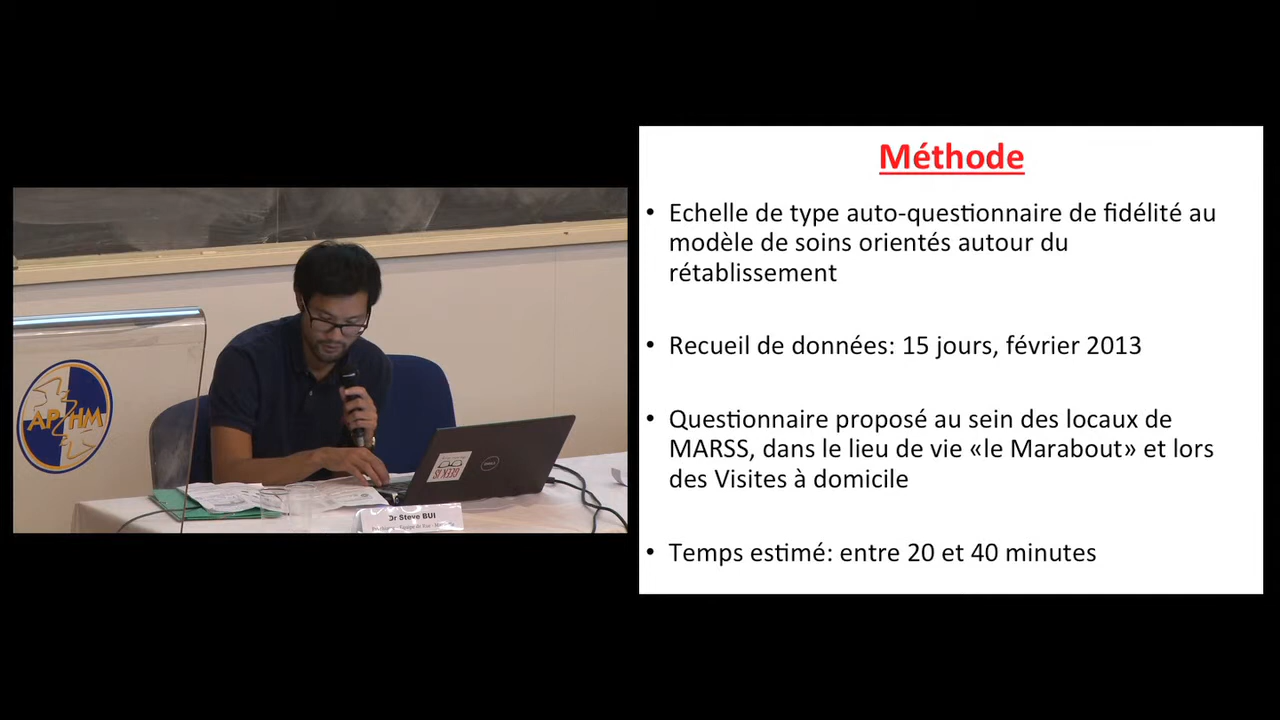 Méthode
• Echelle de type auto-questionnaire de fidélité au
modèle de soins orientés autour du
rétablissement
• Recueil de données: 15 jours, février 2013
• Questionnaire proposé au sein des locaux de
MARSS, dans le lieu de vie «le Marabout» et lors
des Visites à domicile
• Temps estimé: entre 20 et 40 minutes
AP HM
DELL
Dr Steve BUI